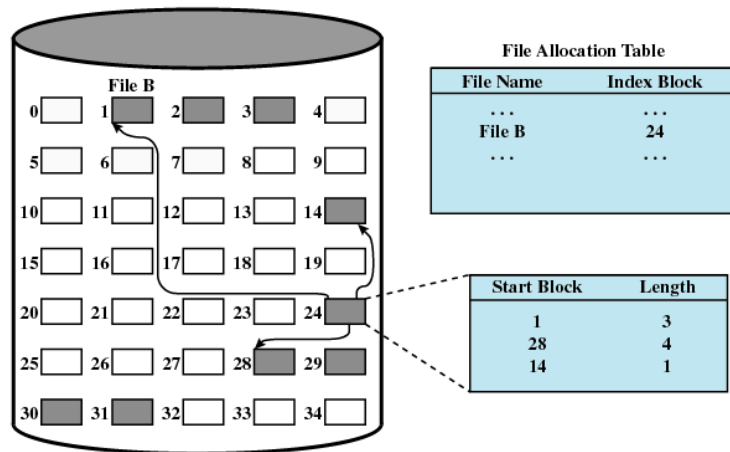 File B
0 1 2 3 4
5 6 7 8 9
10 11 12 13 14
15 16 17 18 19
20 21 22 23 24
25 26 27 28 29
30 31 32 33 34
File Allocation Table
File Name Index Block
. . . . . .
File B 24
. . . . . .
Start Block Length
1 3
28 4
14 1